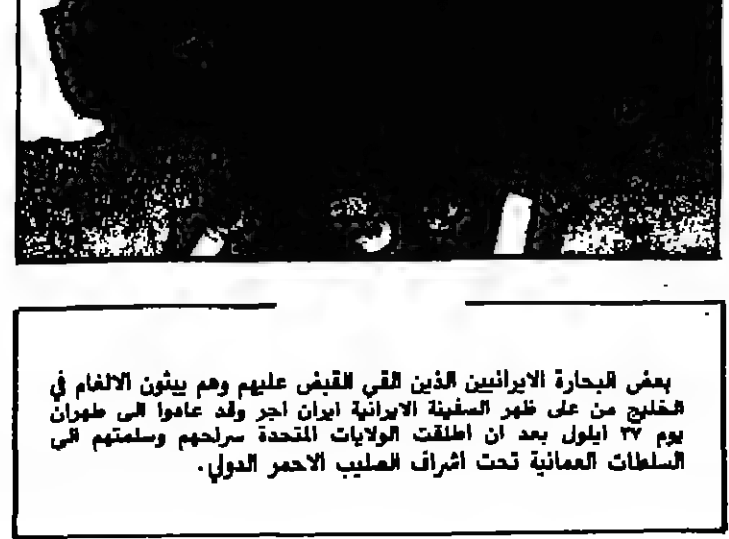 بعض البحارة الايرانيين الذين القي القبض عليهم وهم يبثون الالغام في
الخليج من على ظهر السفينة الايرانية ايران اجر وقد عادوا الى طهران
يوم ٢٧ ايلول بعد ان اطلقت الولايات المتحدة سراحهم وسلمتهم الى
السلطات العمانية تحت اشراف الصليب الاحمر الدولي.